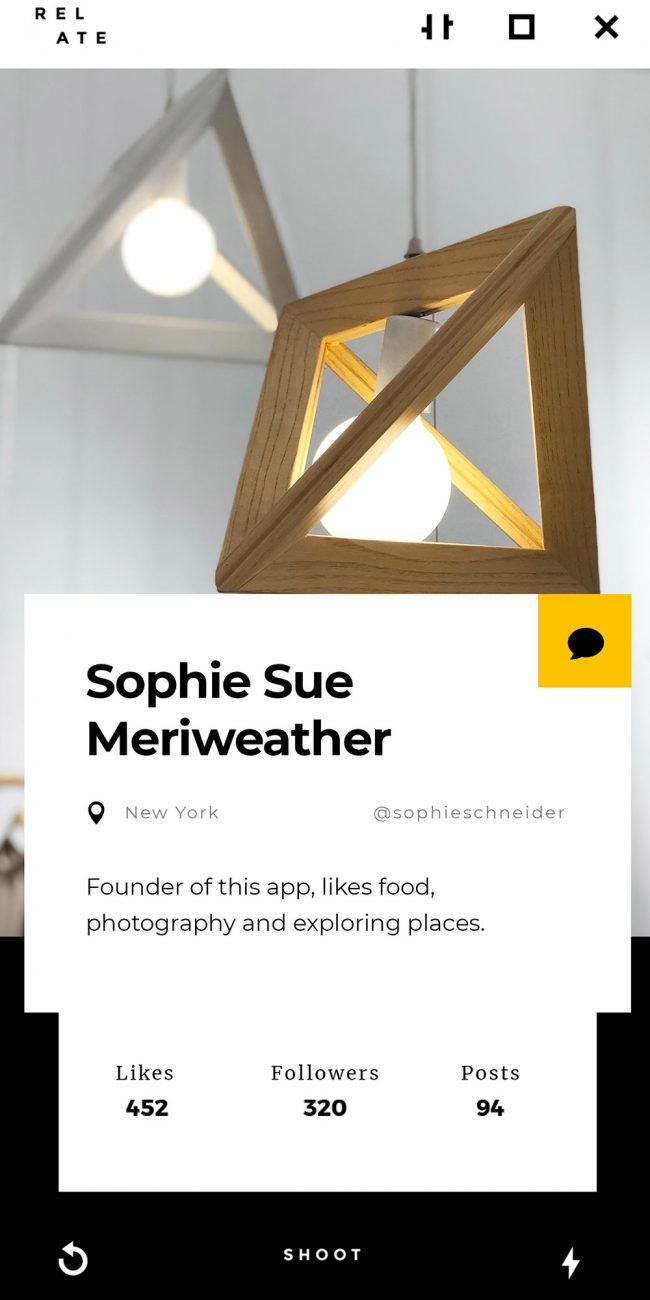 REL
ATE
Sophie Sue
Meriweather
New York @sophieschneider
Founder of this app, likes food,
photography and exploring places.
Likes Followers Posts
452 320 94
SHOOT